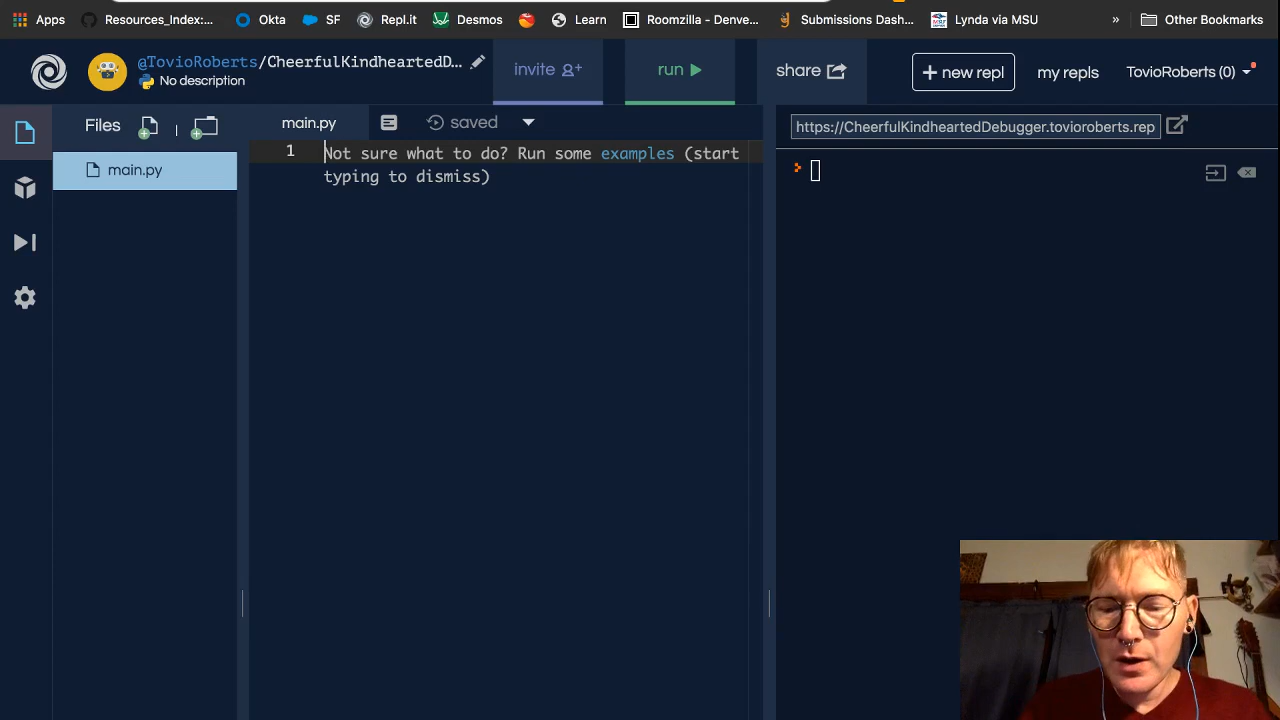 Apps Resources_Index:... Okta SF Repl.it Desmos Learn Roomzilla - Denve... Submissions Dash... Lynda via MSU » Other Bookmarks
@TovioRoberts/CheerfulKindheartedD...
No description
invite
run
share
+ new repl
my repls
TovioRoberts (0)
Files
main.py
saved
https://CheerfulKindheartedDebugger.tovioroberts.rep
main.py
1
Not sure what to do? Run some examples (start
typing to dismiss)